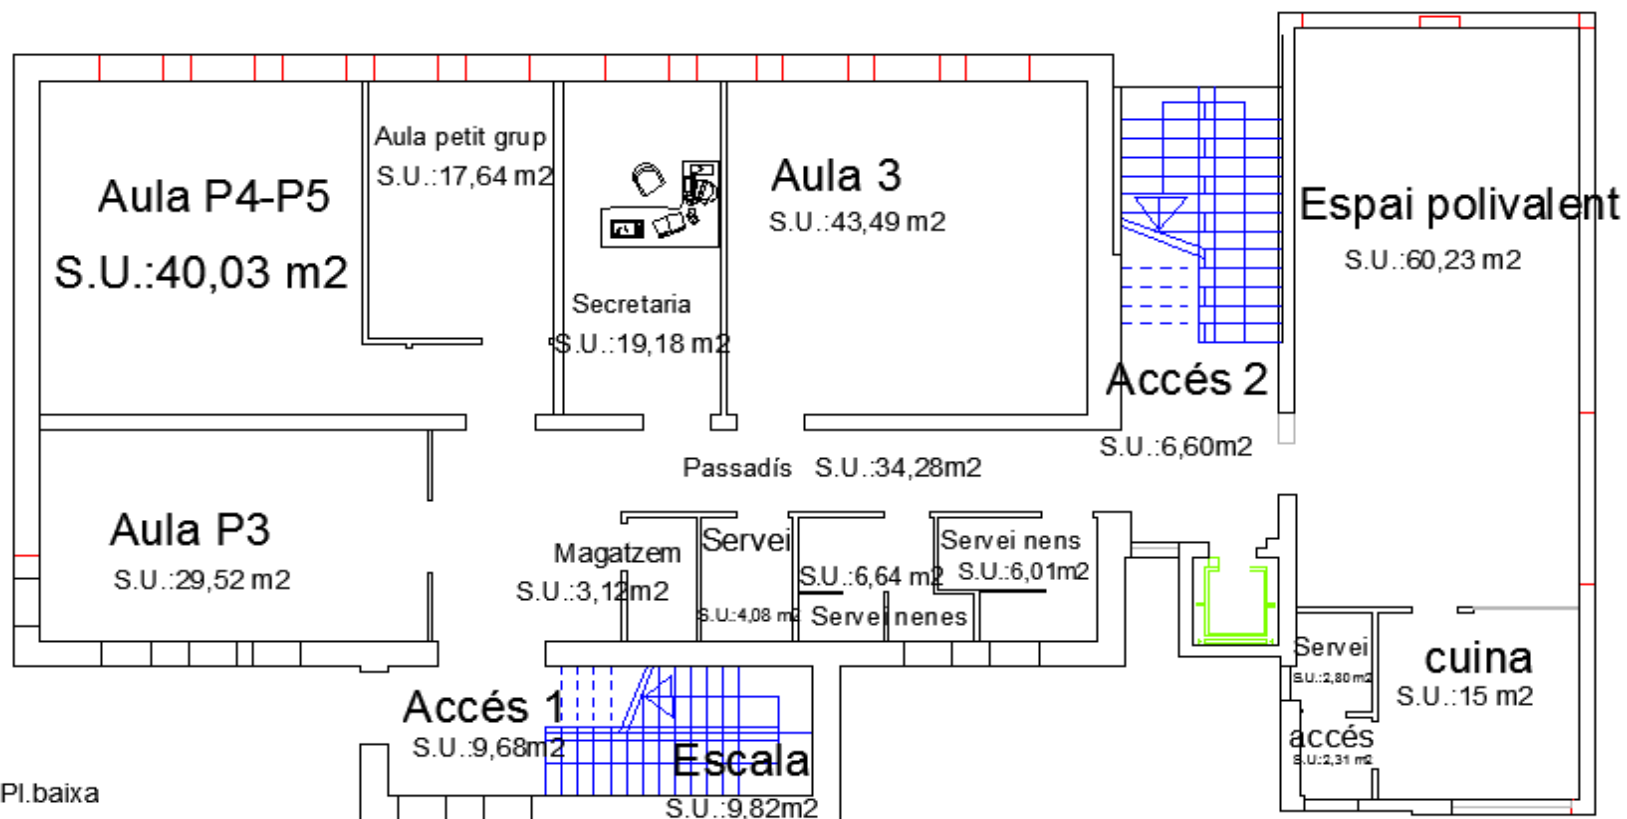 Aula P4-P5
S.U.:40,03 m2
Aula petit grup
S.U.:17,64 m2
Secretaria
S.U.:19,18 m2
Aula 3
S.U.:43,49 m2
Accés 2
S.U.:6,60m2
Espai polivalent
S.U.:60,23 m2
Passadís S.U.:34,28m2
Aula P3
S.U.:29,52 m2
Magatzem
S.U.:3,12m2
Servei
S.U.:4,08 m2
S.U.:6,64 m2
Servei nenes
Servei nens
S.U.:6,01m2
Servei
S.U.:2,80m2
cuina
S.U.:15 m2
accés
S.U.:2,31 m2
Accés 1
S.U.:9,68m2
Escala
S.U.:9,82m2
Pl.baixa